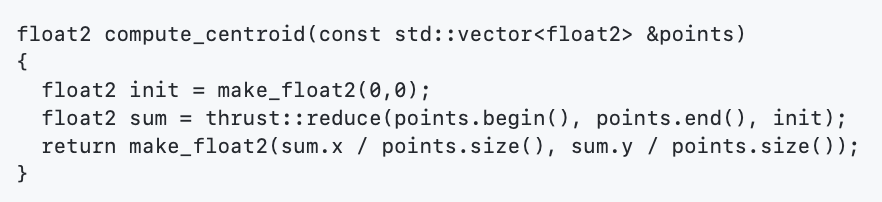 float2 compute_centroid(const std::vector<float2> &points)
{
  float2 init = make_float2(0,0);
  float2 sum = thrust::reduce(points.begin(), points.end(), init);
  return make_float2(sum.x / points.size(), sum.y / points.size());
}